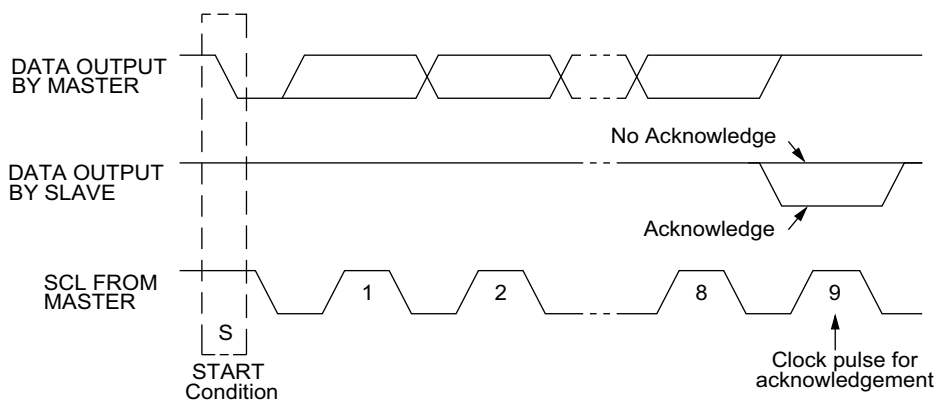 DATA OUTPUT
BY MASTER
No Acknowledge
DATA OUTPUT
BY SLAVE
Acknowledge
SCL FROM
MASTER
1
2
8
9
S
START
Condition
Clock pulse for
acknowledgement